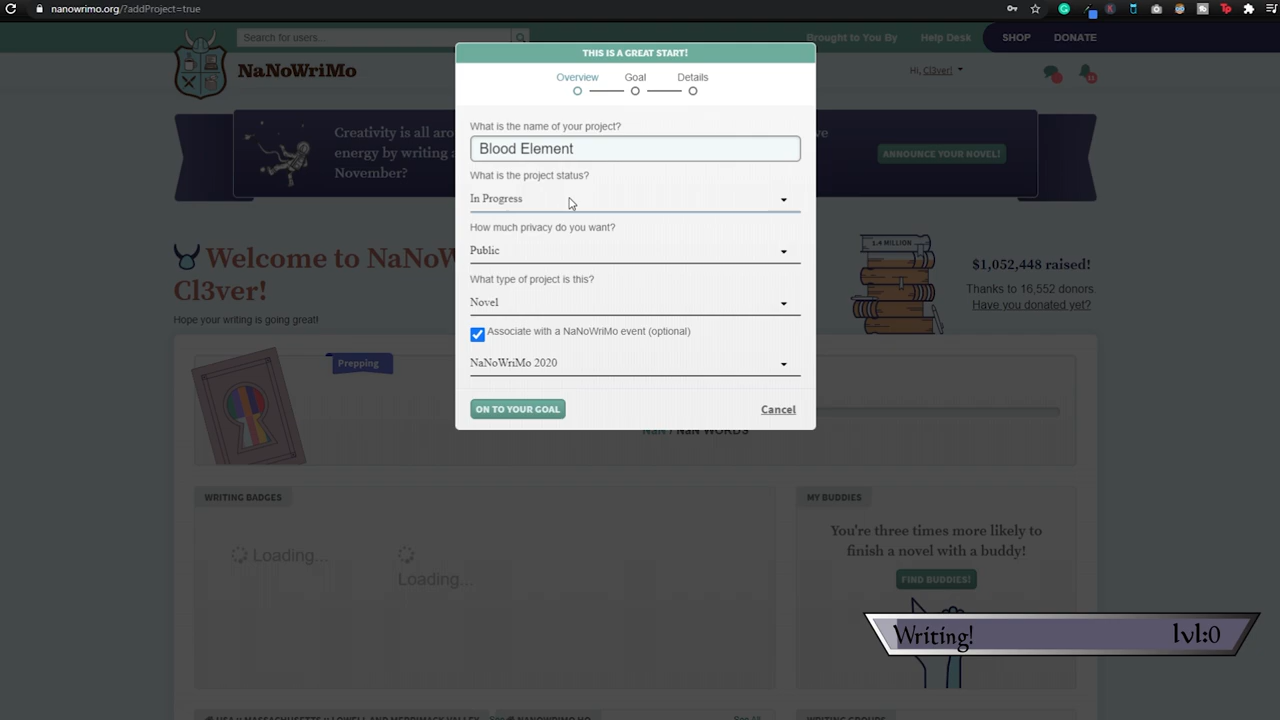 nanowrimo.org/?addProject=true
Search for users...
Brought to You By
Help Desk
SHOP
DONATE
NaNoWriMo
Hi, Cl3ver!
THIS IS A GREAT START!
Overview
Goal
Details
Creativity is all
energy by writing a
November?
ANNOUNCE YOUR NOVEL!
What is the name of your project?
Blood Element
What is the project status?
In Progress
How much privacy do you want?
Public
What type of project is this?
Novel
Associate with a NaNoWriMo event (optional)
NaNoWriMo 2020
ON TO YOUR GOAL
Cancel
Welcome to NaNoW
Cl3ver!
Hope your writing is going great!
1.4 MILLION
$1,052,448 raised!
Thanks to 16,552 donors.
Have you donated yet?
Prepping
NaN / NaN WORDS
WRITING BADGES
Loading...
Loading...
MY BUDDIES
You're three times more likely to
finish a novel with a buddy!
FIND BUDDIES!
Writing!
lvl:0